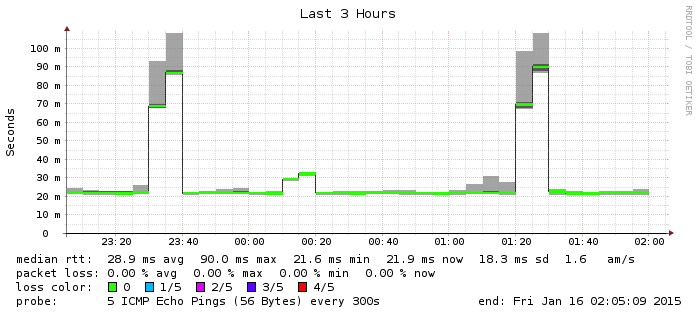 Last 3 Hours
RRDTOOL / TOBI OETIKER
Seconds
100 m
90 m
80 m
70 m
60 m
50 m
40 m
30 m
20 m
10 m
0
23:20 23:40 00:00 00:20 00:40 01:00 01:20 01:40 02:00
median rtt: 28.9 ms avg 90.0 ms max 21.6 ms min 21.9 ms now 18.3 ms sd 1.6 am/s
packet loss: 0.00 % avg 0.00 % max 0.00 % min 0.00 % now
loss color: 0 1/5 2/5 3/5 4/5
probe: 5 ICMP Echo Pings (56 Bytes) every 300s end: Fri Jan 16 02:05:09 2015